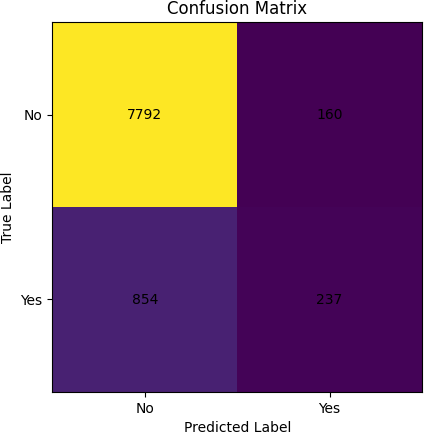 Confusion Matrix
True Label
No
7792
160
Yes
854
237
No
Yes
Predicted Label